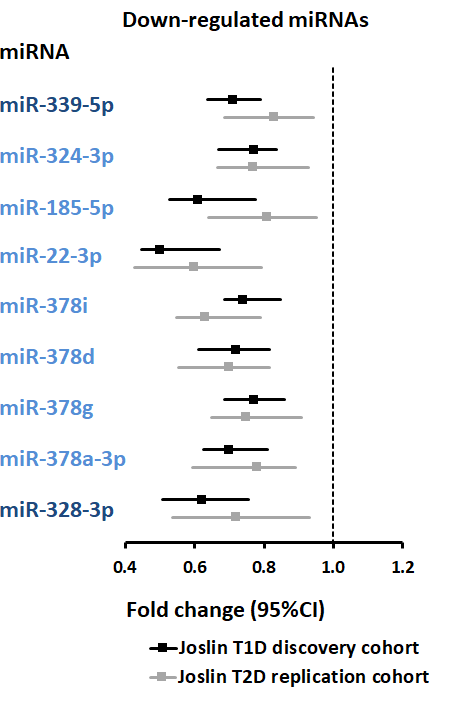 Down-regulated miRNAs
miRNA
miR-339-5p
miR-324-3p
miR-185-5p
miR-22-3p
miR-378i
miR-378d
miR-378g
miR-378a-3p
miR-328-3p
0.4 0.6 0.8 1.0 1.2
Fold change (95%CI)
Joslin T1D discovery cohort
Joslin T2D replication cohort